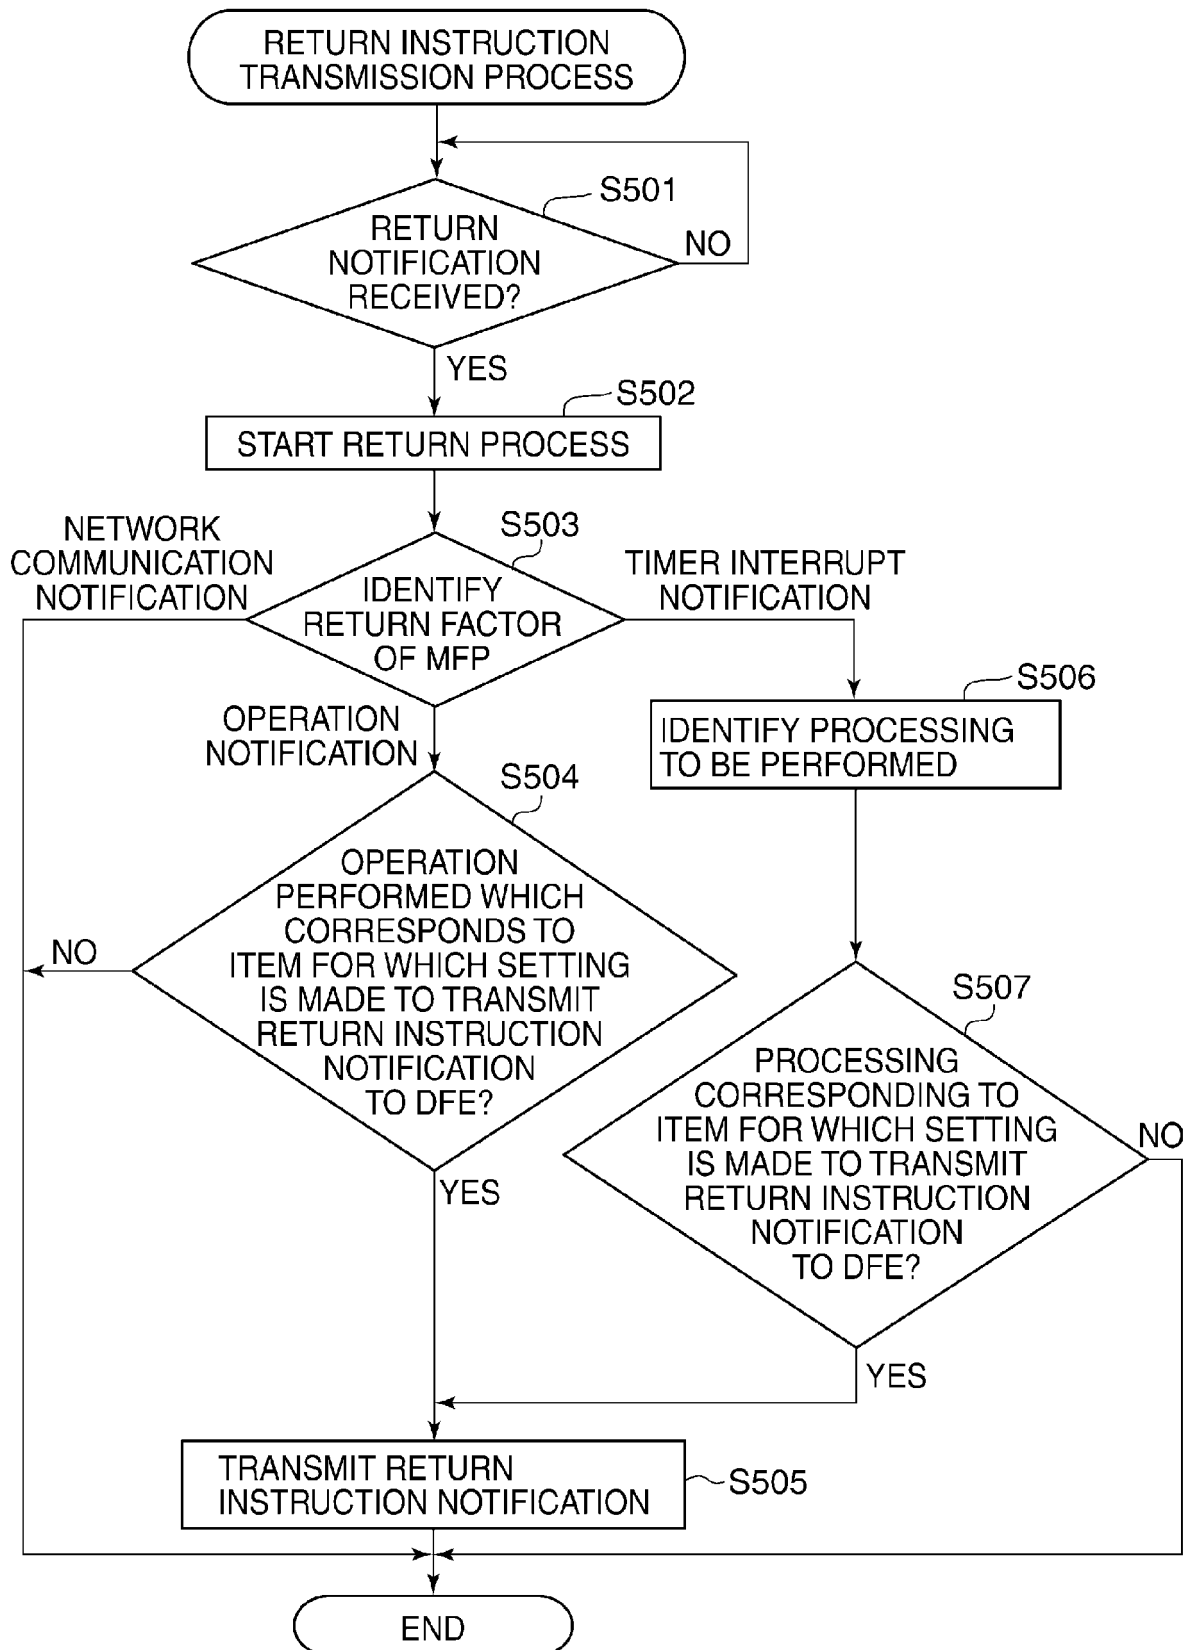 RETURN INSTRUCTION
TRANSMISSION PROCESS
S501
RETURN
NOTIFICATION
RECEIVED?
NO
YES
S502
START RETURN PROCESS
S503
NETWORK
COMMUNICATION
NOTIFICATION
IDENTIFY
RETURN FACTOR
OF MFP
TIMER INTERRUPT
NOTIFICATION
OPERATION
NOTIFICATION
S506
IDENTIFY PROCESSING
TO BE PERFORMED
S504
OPERATION
PERFORMED WHICH
CORRESPONDS TO
ITEM FOR WHICH SETTING
IS MADE TO TRANSMIT
RETURN INSTRUCTION
NOTIFICATION
TO DFE?
NO
YES
S507
PROCESSING
CORRESPONDING TO
ITEM FOR WHICH SETTING
IS MADE TO TRANSMIT
RETURN INSTRUCTION
NOTIFICATION
TO DFE?
NO
YES
TRANSMIT RETURN
INSTRUCTION NOTIFICATION
S505
END